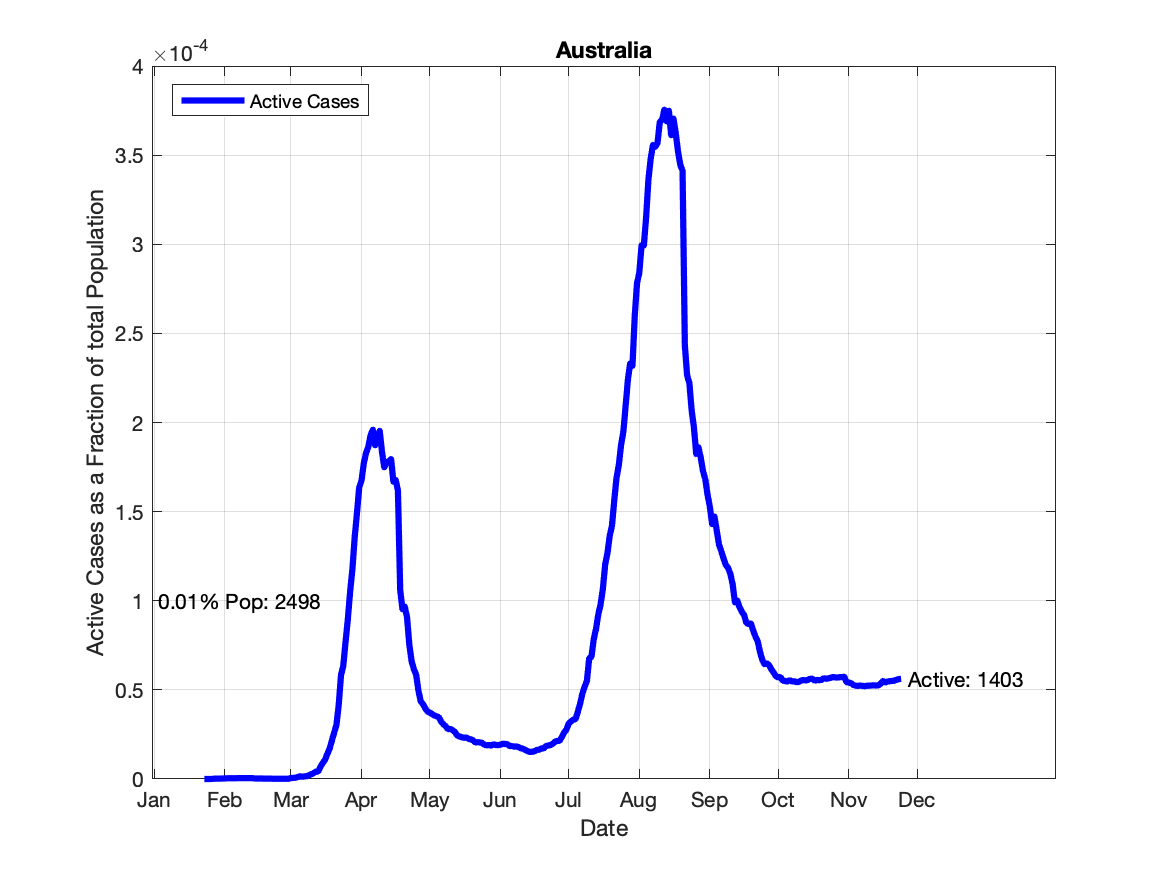 Australia
×10⁻⁴
4
3.5
3
2.5
2
1.5
1
0.5
0
Active Cases as a Fraction of total Population
Active Cases
0.01% Pop: 2498
Active: 1403
Jan Feb Mar Apr May Jun Jul Aug Sep Oct Nov Dec
Date